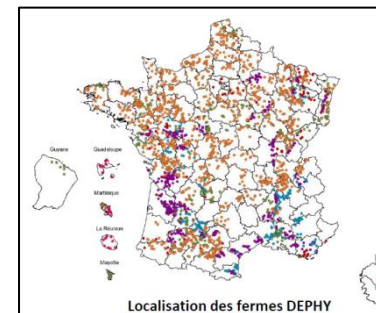 Guyane
Guadeloupe
Martinique
La Réunion
Mayotte
Localisation des fermes DEPHY